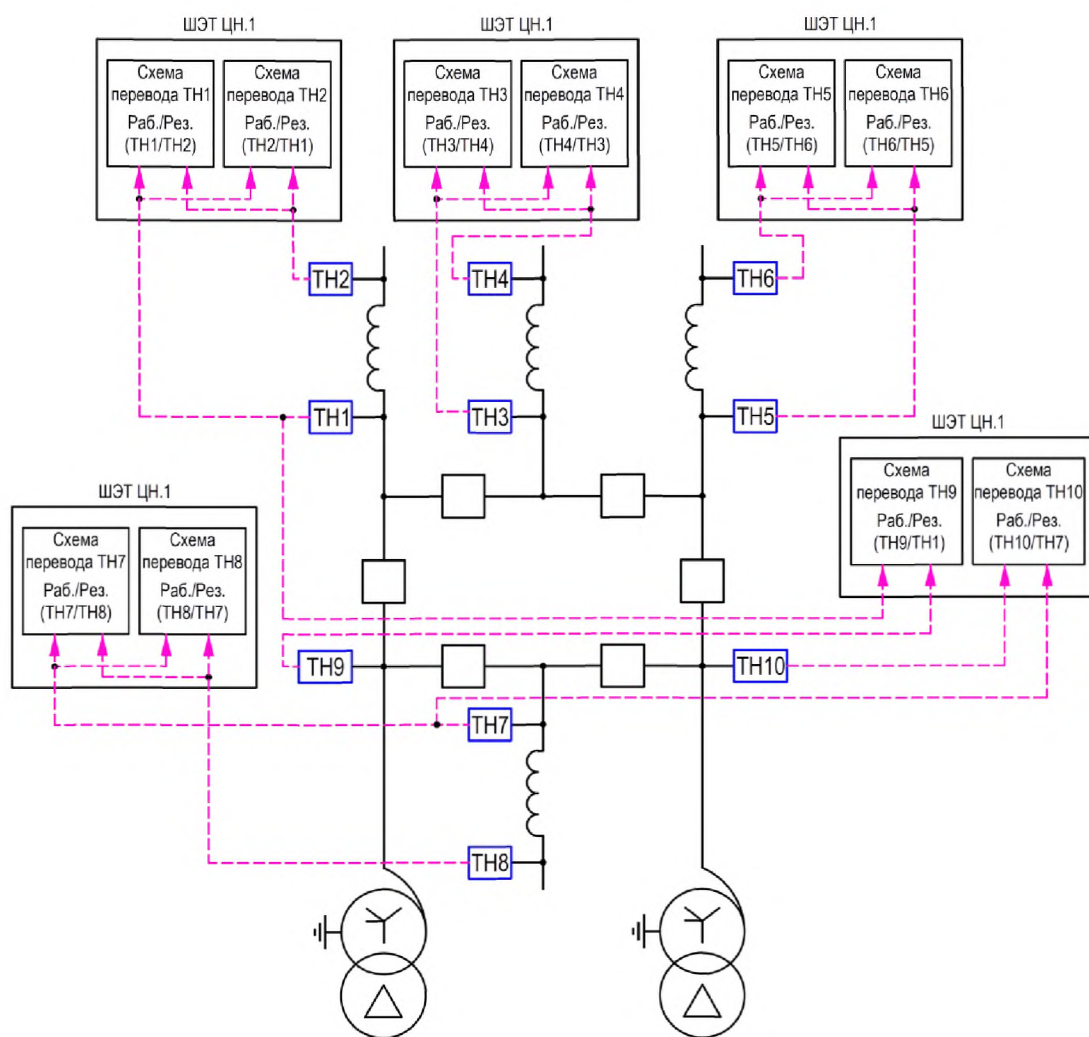 ШЭТ ЦН.1
Схема
перевода ТН1
Раб./Рез.
(ТН1/ТН2)
Схема
перевода ТН2
Раб./Рез.
(ТН2/ТН1)
ШЭТ ЦН.1
Схема
перевода ТН3
Раб./Рез.
(ТН3/ТН4)
Схема
перевода ТН4
Раб./Рез.
(ТН4/ТН3)
ШЭТ ЦН.1
Схема
перевода ТН5
Раб./Рез.
(ТН5/ТН6)
Схема
перевода ТН6
Раб./Рез.
(ТН6/ТН5)
ТН2
ТН4
ТН6
ТН1
ТН3
ТН5
ШЭТ ЦН.1
Схема
перевода ТН9
Раб./Рез.
(ТН9/ТН1)
Схема
перевода ТН10
Раб./Рез.
(ТН10/ТН7)
ШЭТ ЦН.1
Схема
перевода ТН7
Раб./Рез.
(ТН7/ТН8)
Схема
перевода ТН8
Раб./Рез.
(ТН8/ТН7)
ТН9
ТН10
ТН7
ТН8